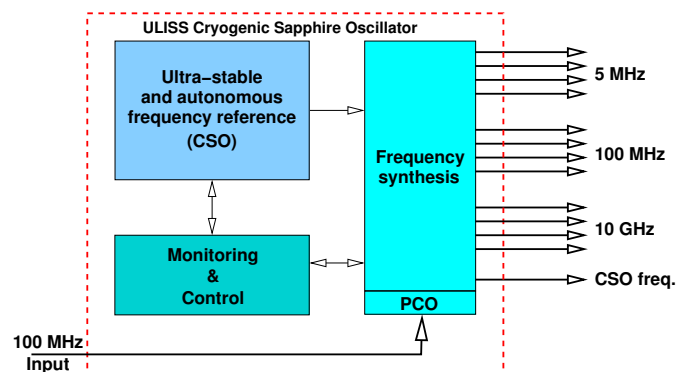 ULISS Cryogenic Sapphire Oscillator
Ultra−stable
and autonomous
frequency reference
(CSO)
Frequency
synthesis
Monitoring
&
Control
PCO
5 MHz
100 MHz
10 GHz
CSO freq.
100 MHz
Input